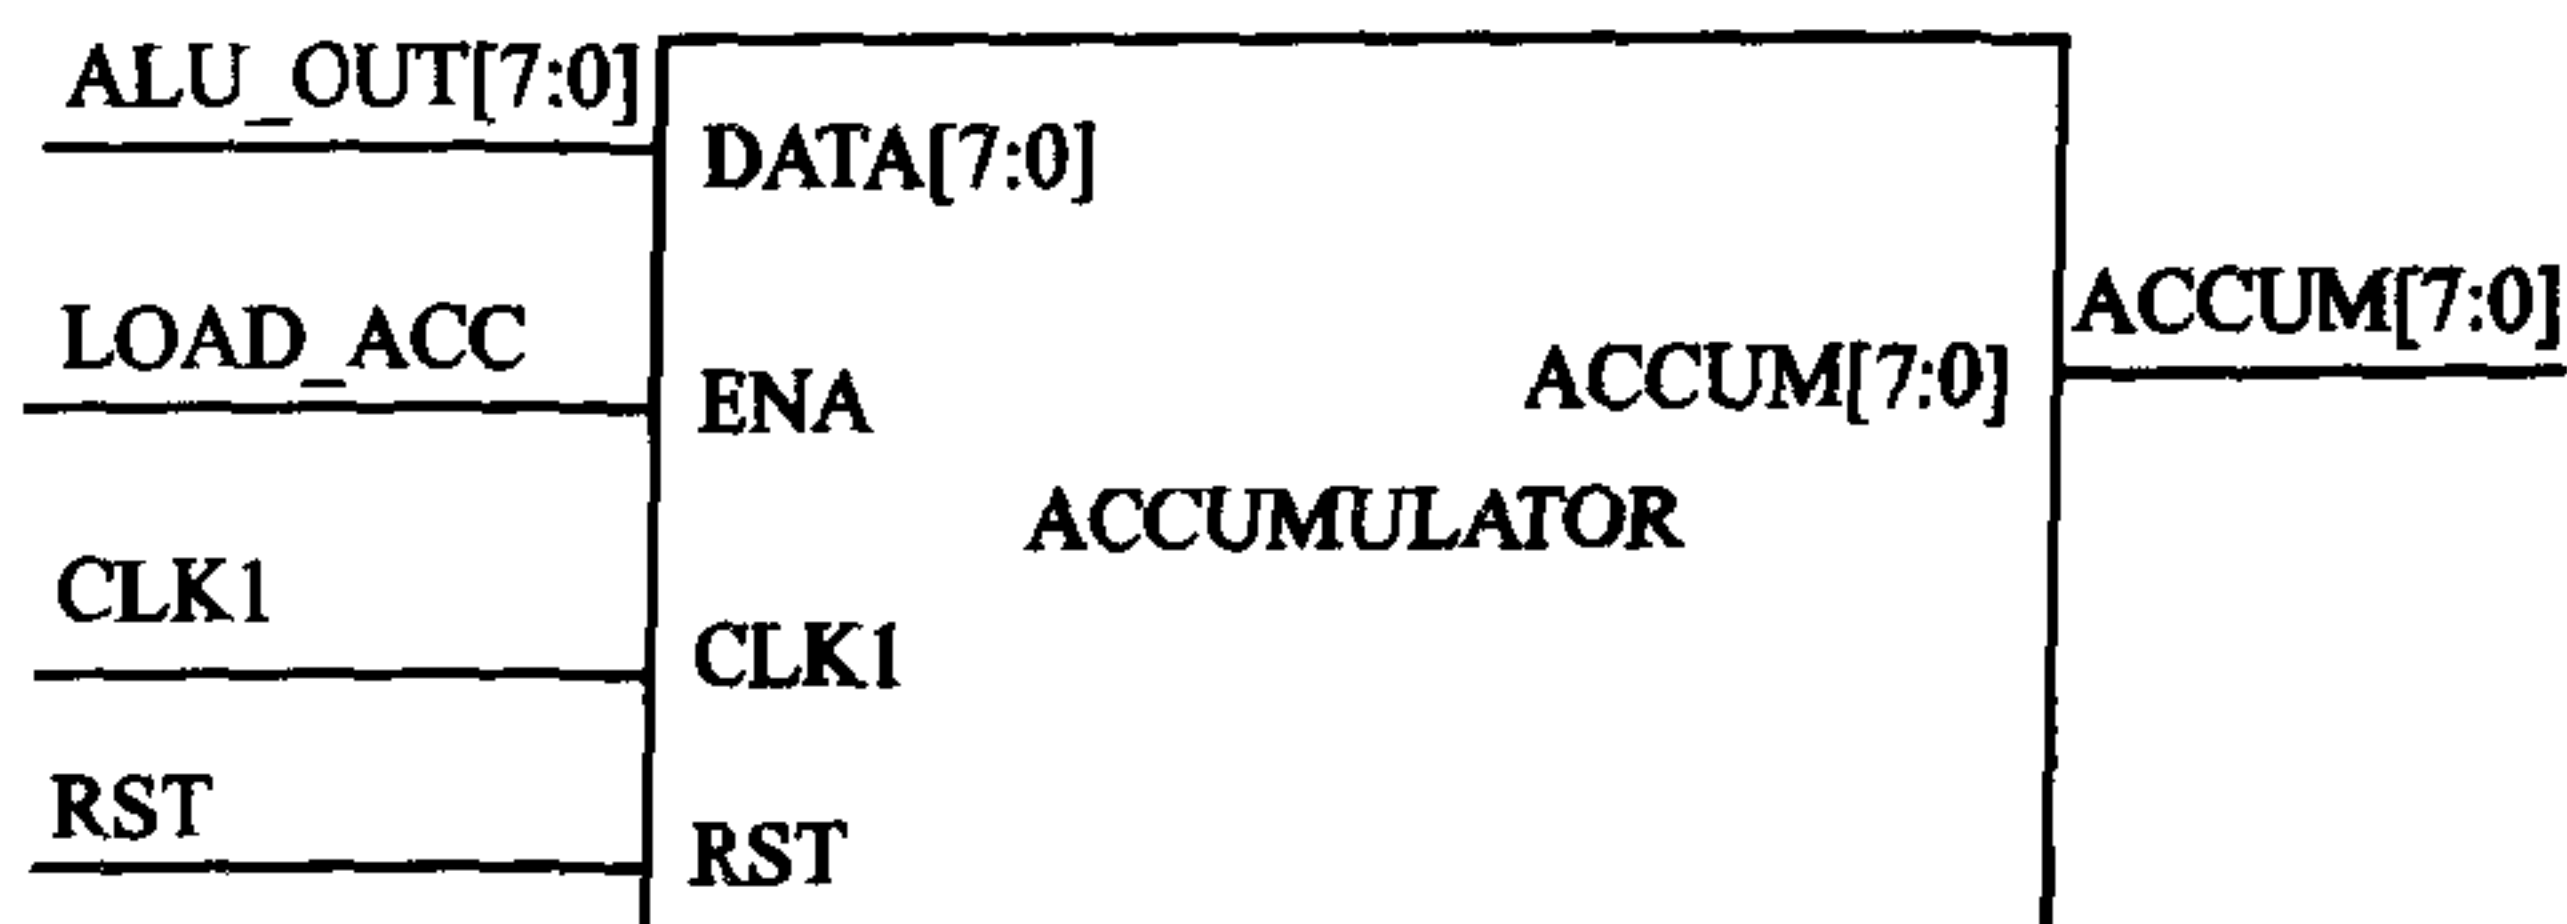 ALU_OUT[7:0]
DATA[7:0]
LOAD_ACC
ENA
ACCUM[7:0]
ACCUM[7:0]
ACCUMULATOR
CLK1
CLK1
RST
RST